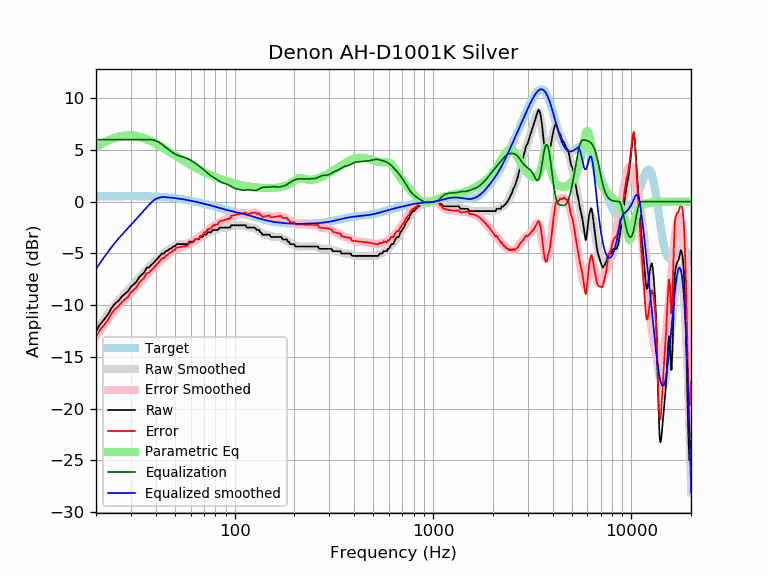 Denon AH-D1001K Silver
Amplitude (dBr)
10
5
0
−5
−10
−15
−20
−25
−30
Target
Raw Smoothed
Error Smoothed
Raw
Error
Parametric Eq
Equalization
Equalized smoothed
100 1000 10000
Frequency (Hz)